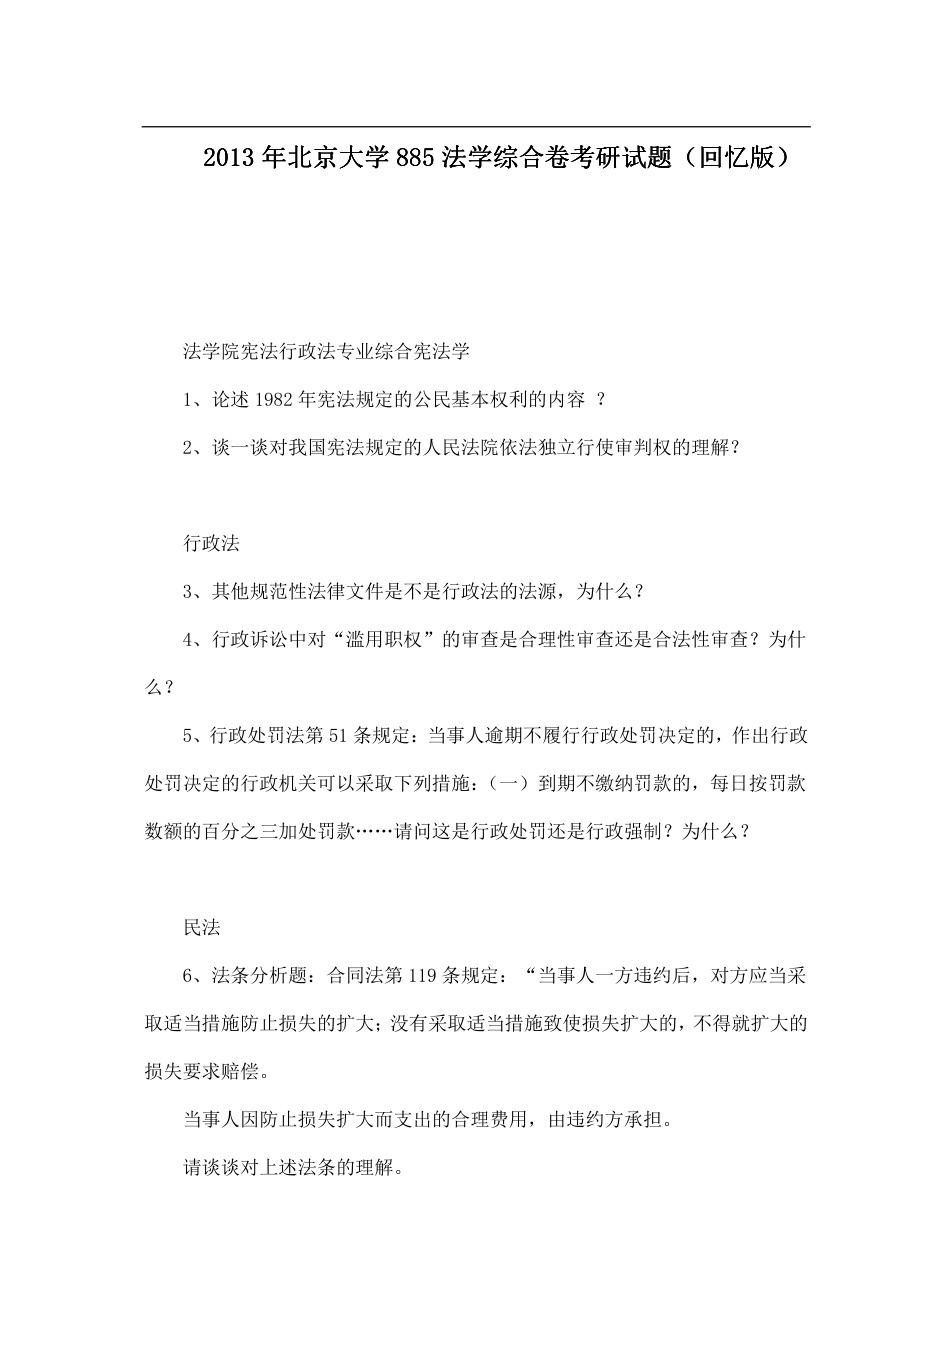 2013 年北京大学 885 法学综合卷考研试题（回忆版）
法学院宪法行政法专业综合宪法学
1、论述 1982 年宪法规定的公民基本权利的内容 ？
2、谈一谈对我国宪法规定的人民法院依法独立行使审判权的理解？
行政法
3、其他规范性法律文件是不是行政法的法源，为什么？
4、行政诉讼中对“滥用职权”的审查是合理性审查还是合法性审查？为什
么？
5、行政处罚法第 51 条规定：当事人逾期不履行行政处罚决定的，作出行政
处罚决定的行政机关可以采取下列措施：（一）到期不缴纳罚款的，每日按罚款
数额的百分之三加处罚款……请问这是行政处罚还是行政强制？为什么？
民法
6、法条分析题：合同法第 119 条规定：“当事人一方违约后，对方应当采
取适当措施防止损失的扩大；没有采取适当措施致使损失扩大的，不得就扩大的
损失要求赔偿。
当事人因防止损失扩大而支出的合理费用，由违约方承担。
请谈谈对上述法条的理解。